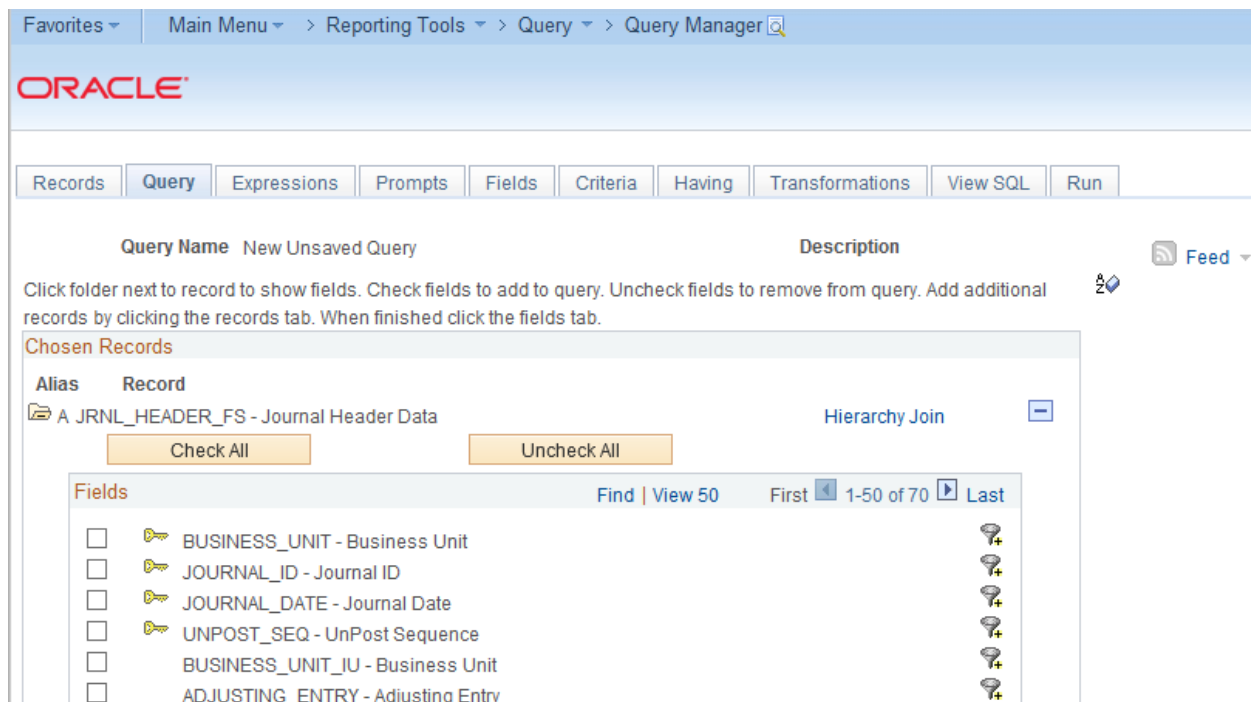 Favorites Main Menu > Reporting Tools > Query > Query Manager
ORACLE
Records Query Expressions Prompts Fields Criteria Having Transformations View SQL Run
Query Name New Unsaved Query Description
Feed
Click folder next to record to show fields. Check fields to add to query. Uncheck fields to remove from query. Add additional
records by clicking the records tab. When finished click the fields tab.
Chosen Records
Alias Record
A JRNL_HEADER_FS - Journal Header Data Hierarchy Join
Check All Uncheck All
Fields Find | View 50 First 1-50 of 70 Last
BUSINESS_UNIT - Business Unit
JOURNAL_ID - Journal ID
JOURNAL_DATE - Journal Date
UNPOST_SEQ - UnPost Sequence
BUSINESS_UNIT_IU - Business Unit
ADJUSTING_ENTRY - Adjusting Entry